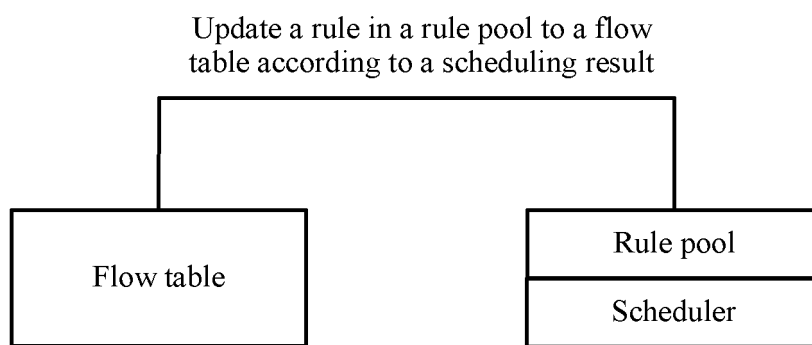 Update a rule in a rule pool to a flow
table according to a scheduling result
Flow table
Rule pool
Scheduler